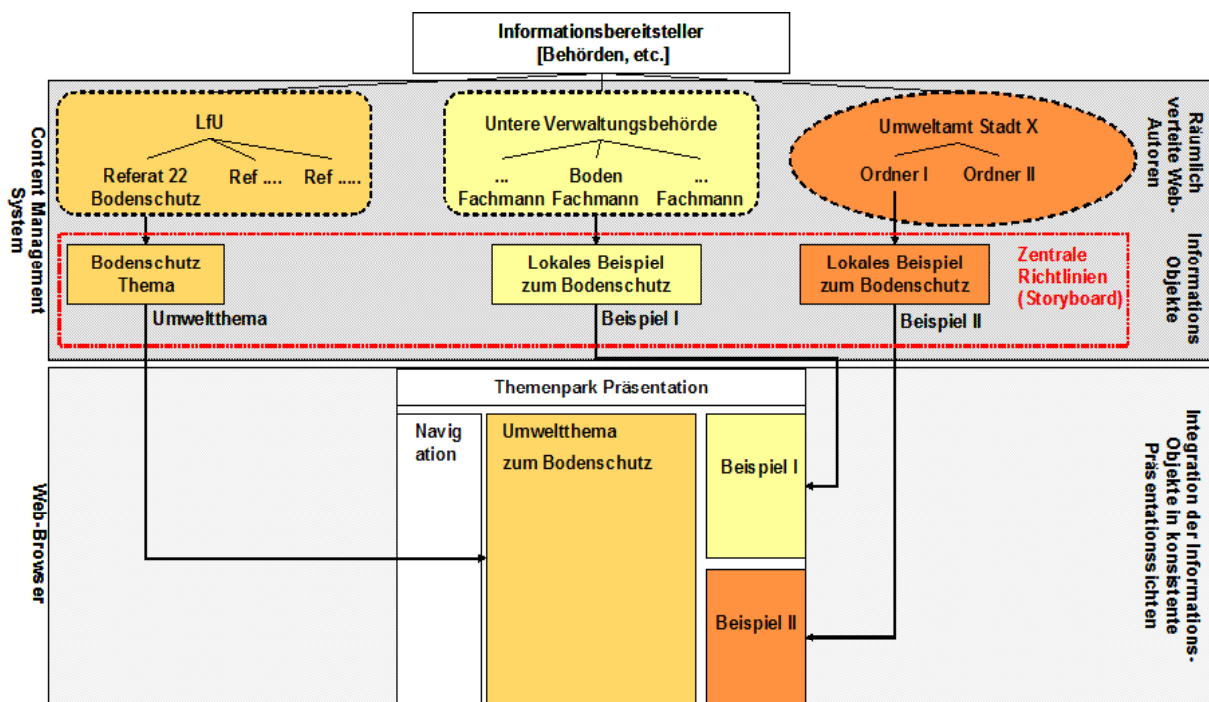 Informationsbereitsteller
[Behörden, etc.]
Content Management
System
Räumlich
verteite Web-
Autoren
LfU
Referat 22
Bodenschutz
Ref ....
Ref .....
Untere Verwaltungsbehörde
...
Fachmann
Boden
Fachmann
...
Fachmann
Umweltamt Stadt X
Ordner I
Ordner II
Informations
Objekte
Bodenschutz
Thema
Lokales Beispiel
zum Bodenschutz
Lokales Beispiel
zum Bodenschutz
Zentrale
Richtlinien
(Storyboard)
Umweltthema
Beispiel I
Beispiel II
Web-Browser
Themenpark Präsentation
Navig
ation
Umweltthema
zum Bodenschutz
Beispiel I
Beispiel II
Integration der Informations-
Objekte in konsistente
Präsentationssichten